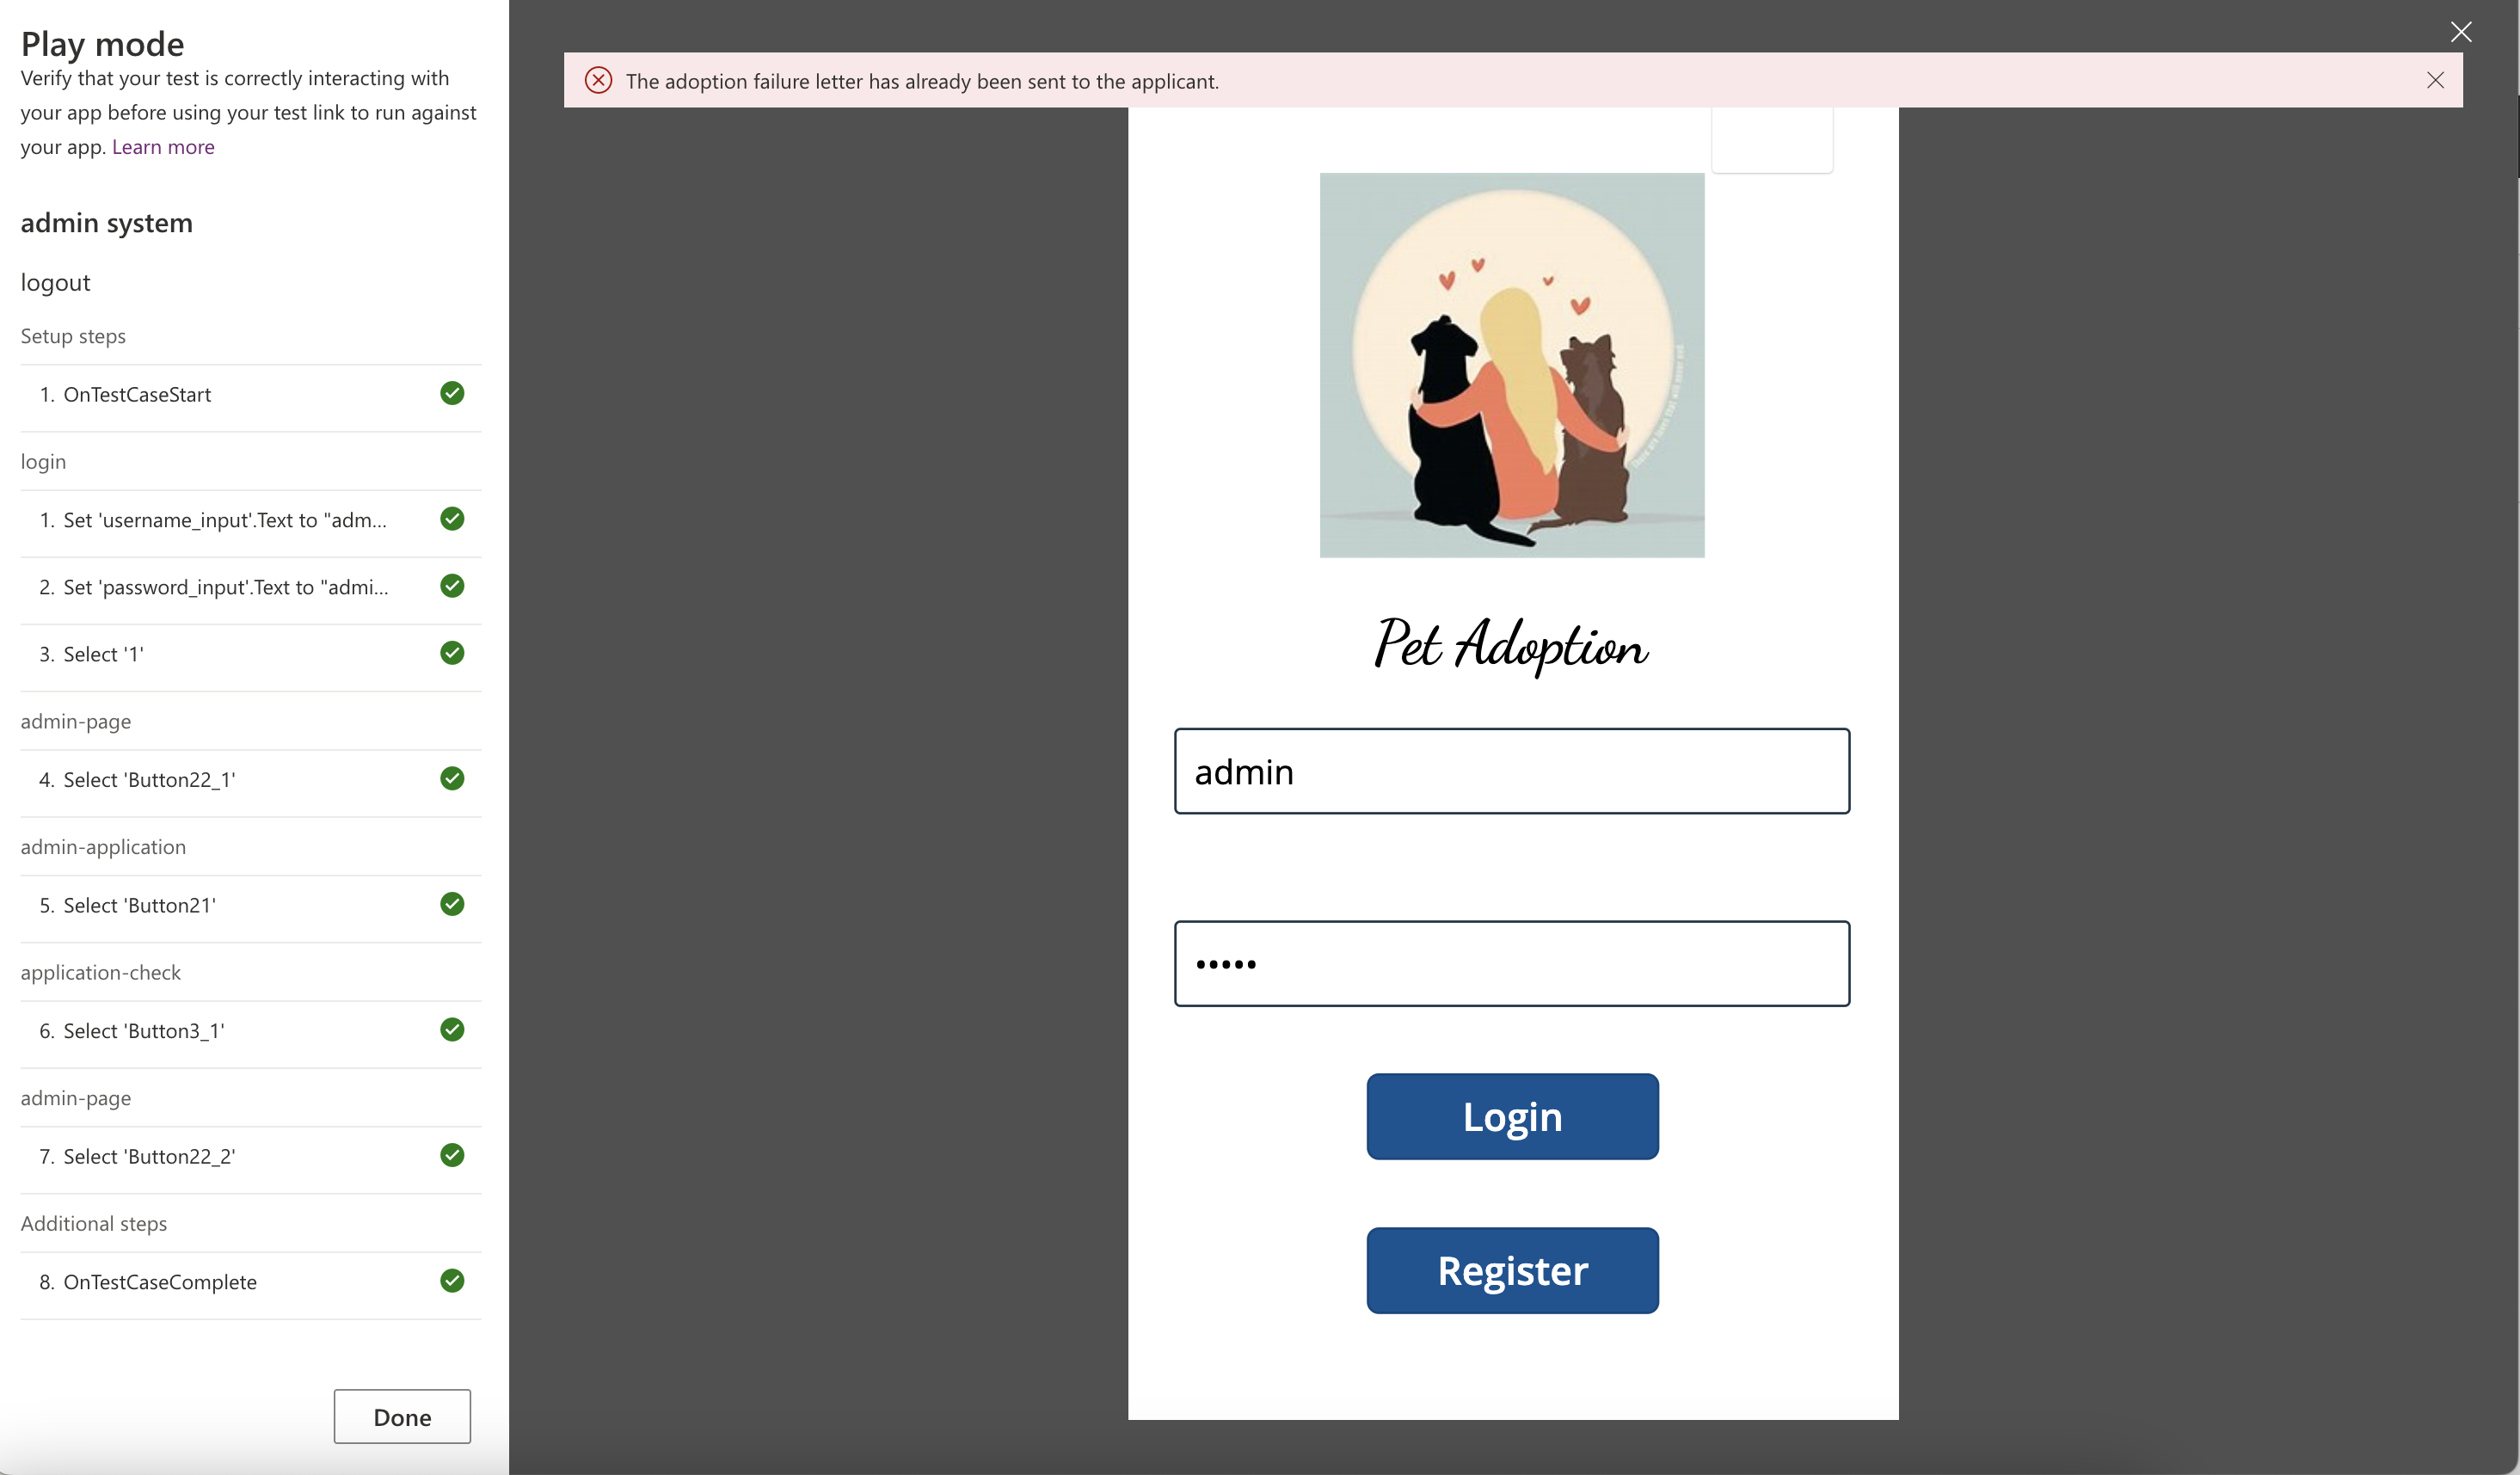 Play mode
Verify that your test is correctly interacting with
your app before using your test link to run against
your app. Learn more
admin system
logout
Setup steps
1. OnTestCaseStart
login
1. Set 'username_input'.Text to "adm...
2. Set 'password_input'.Text to "admi...
3. Select '1'
admin-page
4. Select 'Button22_1'
admin-application
5. Select 'Button21'
application-check
6. Select 'Button3_1'
admin-page
7. Select 'Button22_2'
Additional steps
8. OnTestCaseComplete
Done
The adoption failure letter has already been sent to the applicant.
Pet Adoption
admin
•••••
Login
Register